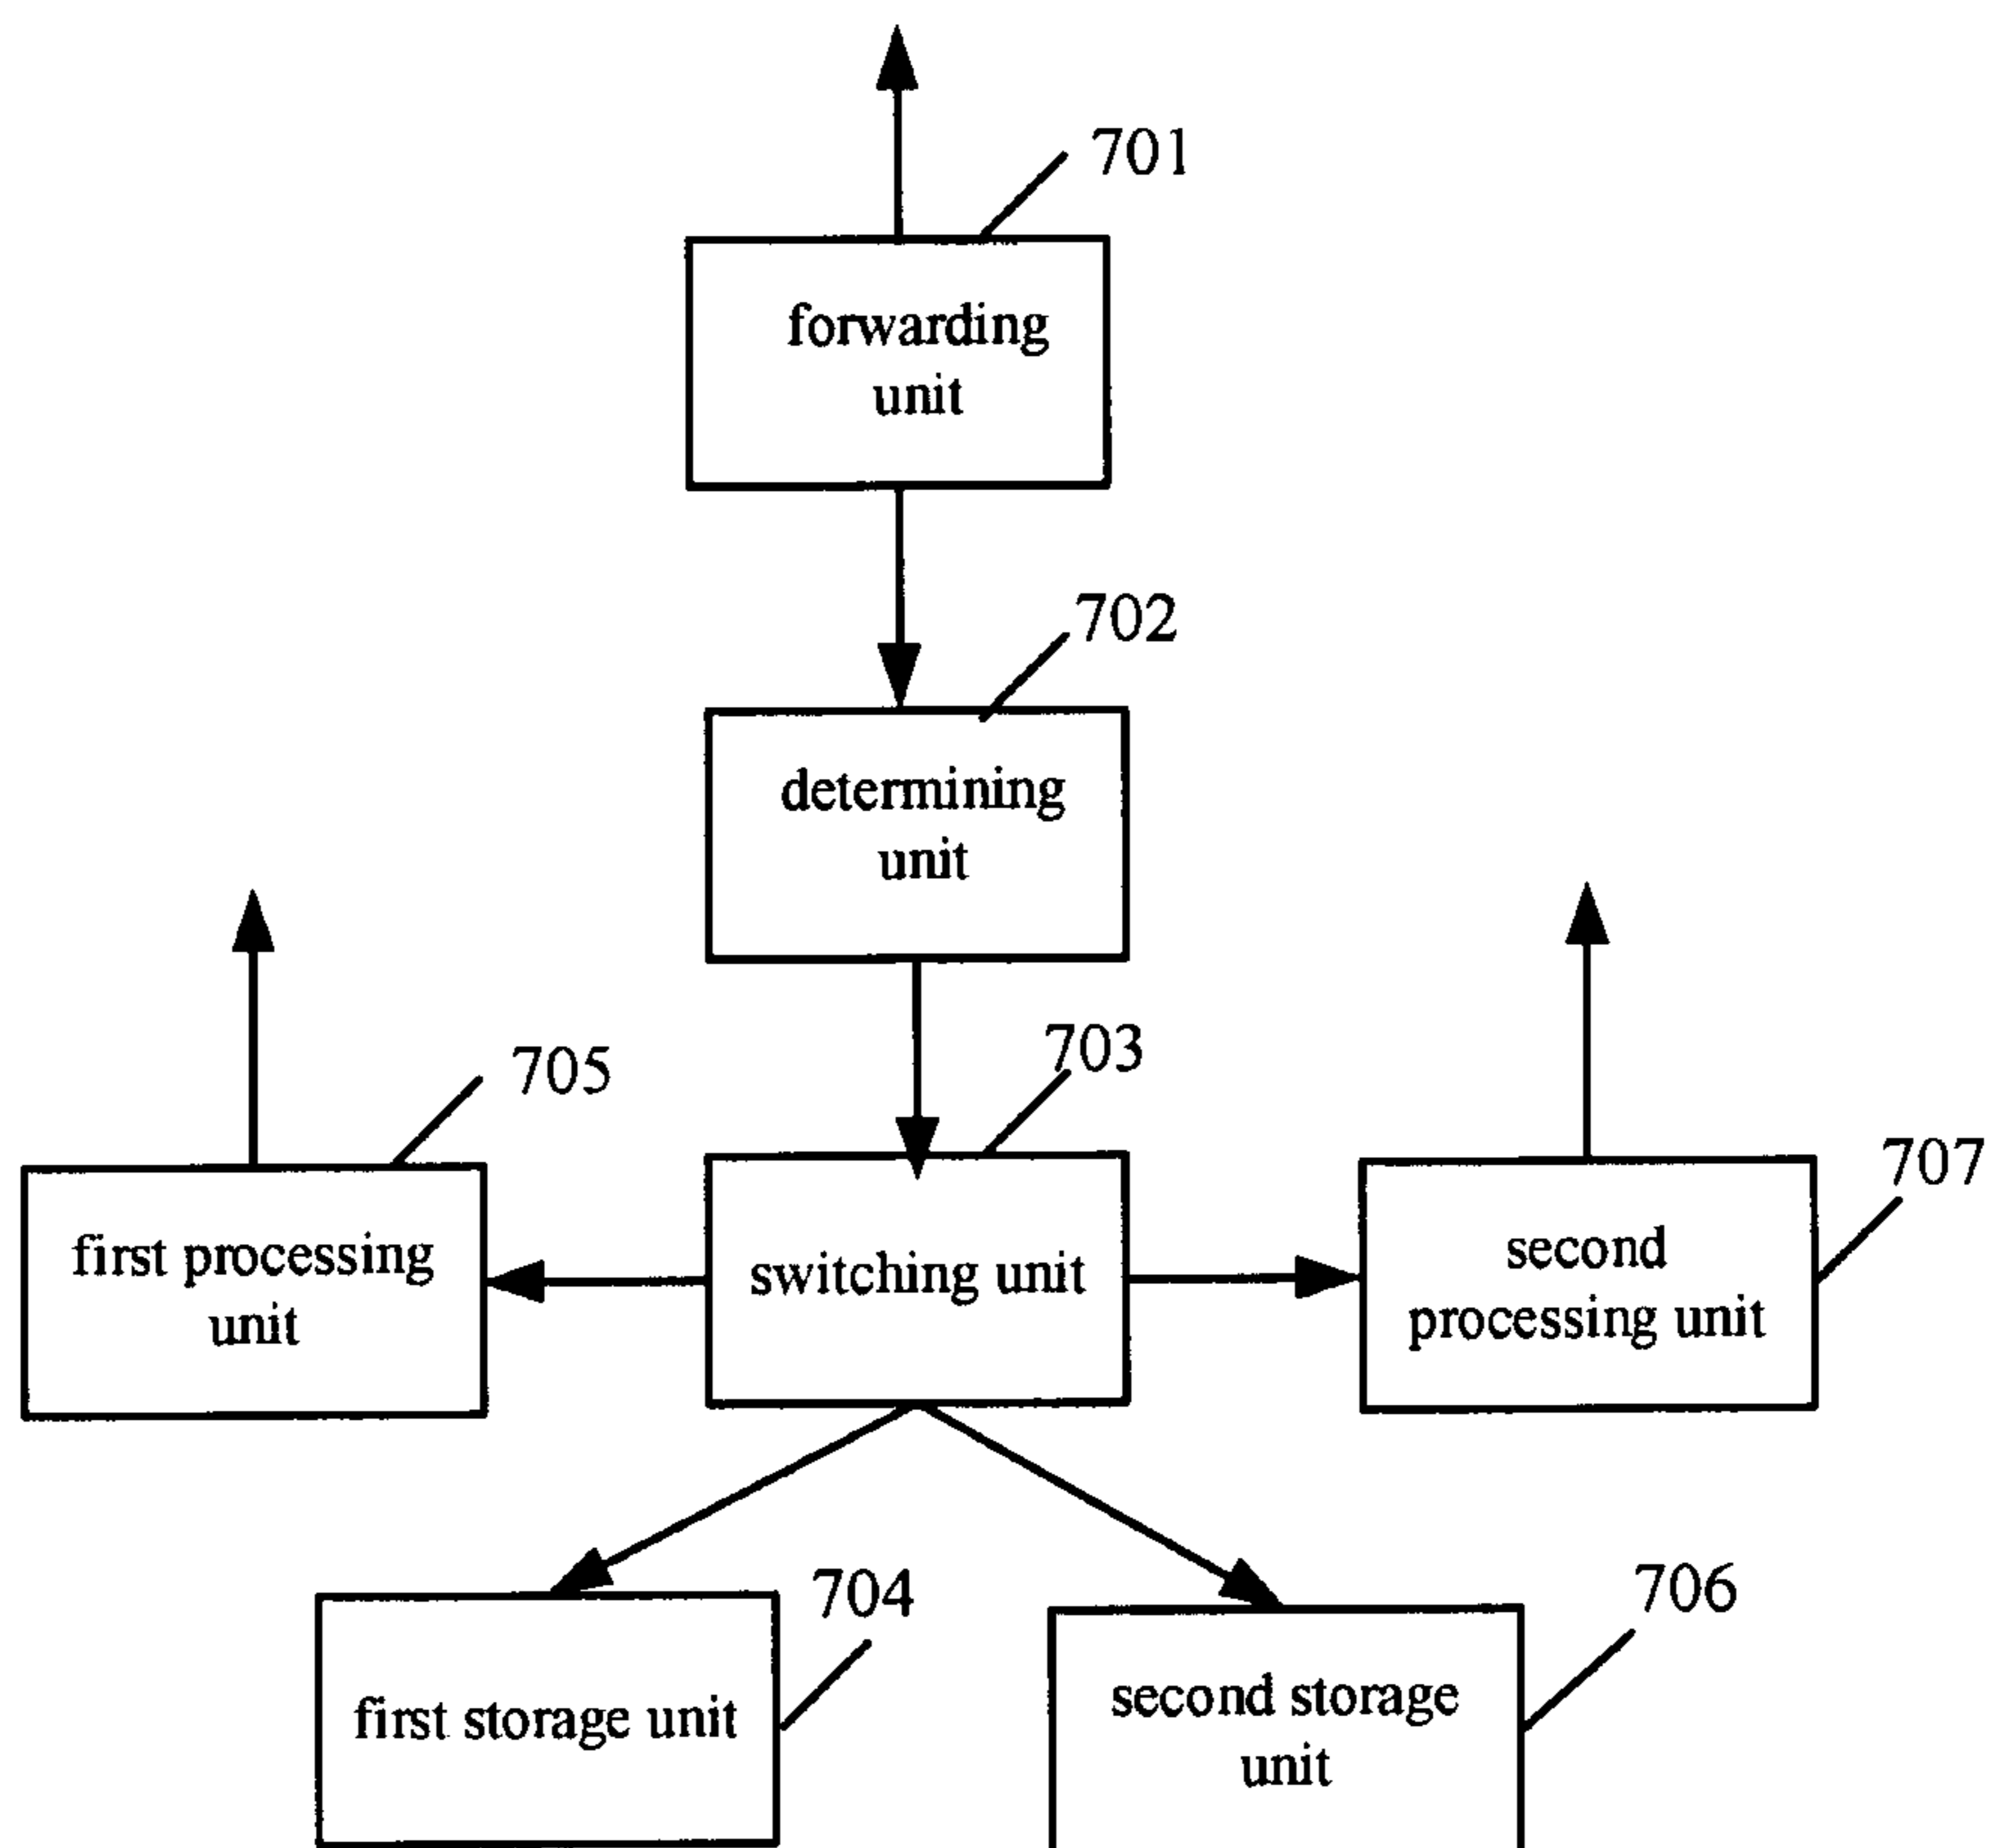 701
forwarding
unit
702
determining
unit
703
705
707
first processing
unit
switching unit
second
processing unit
704
706
first storage unit
second storage
unit